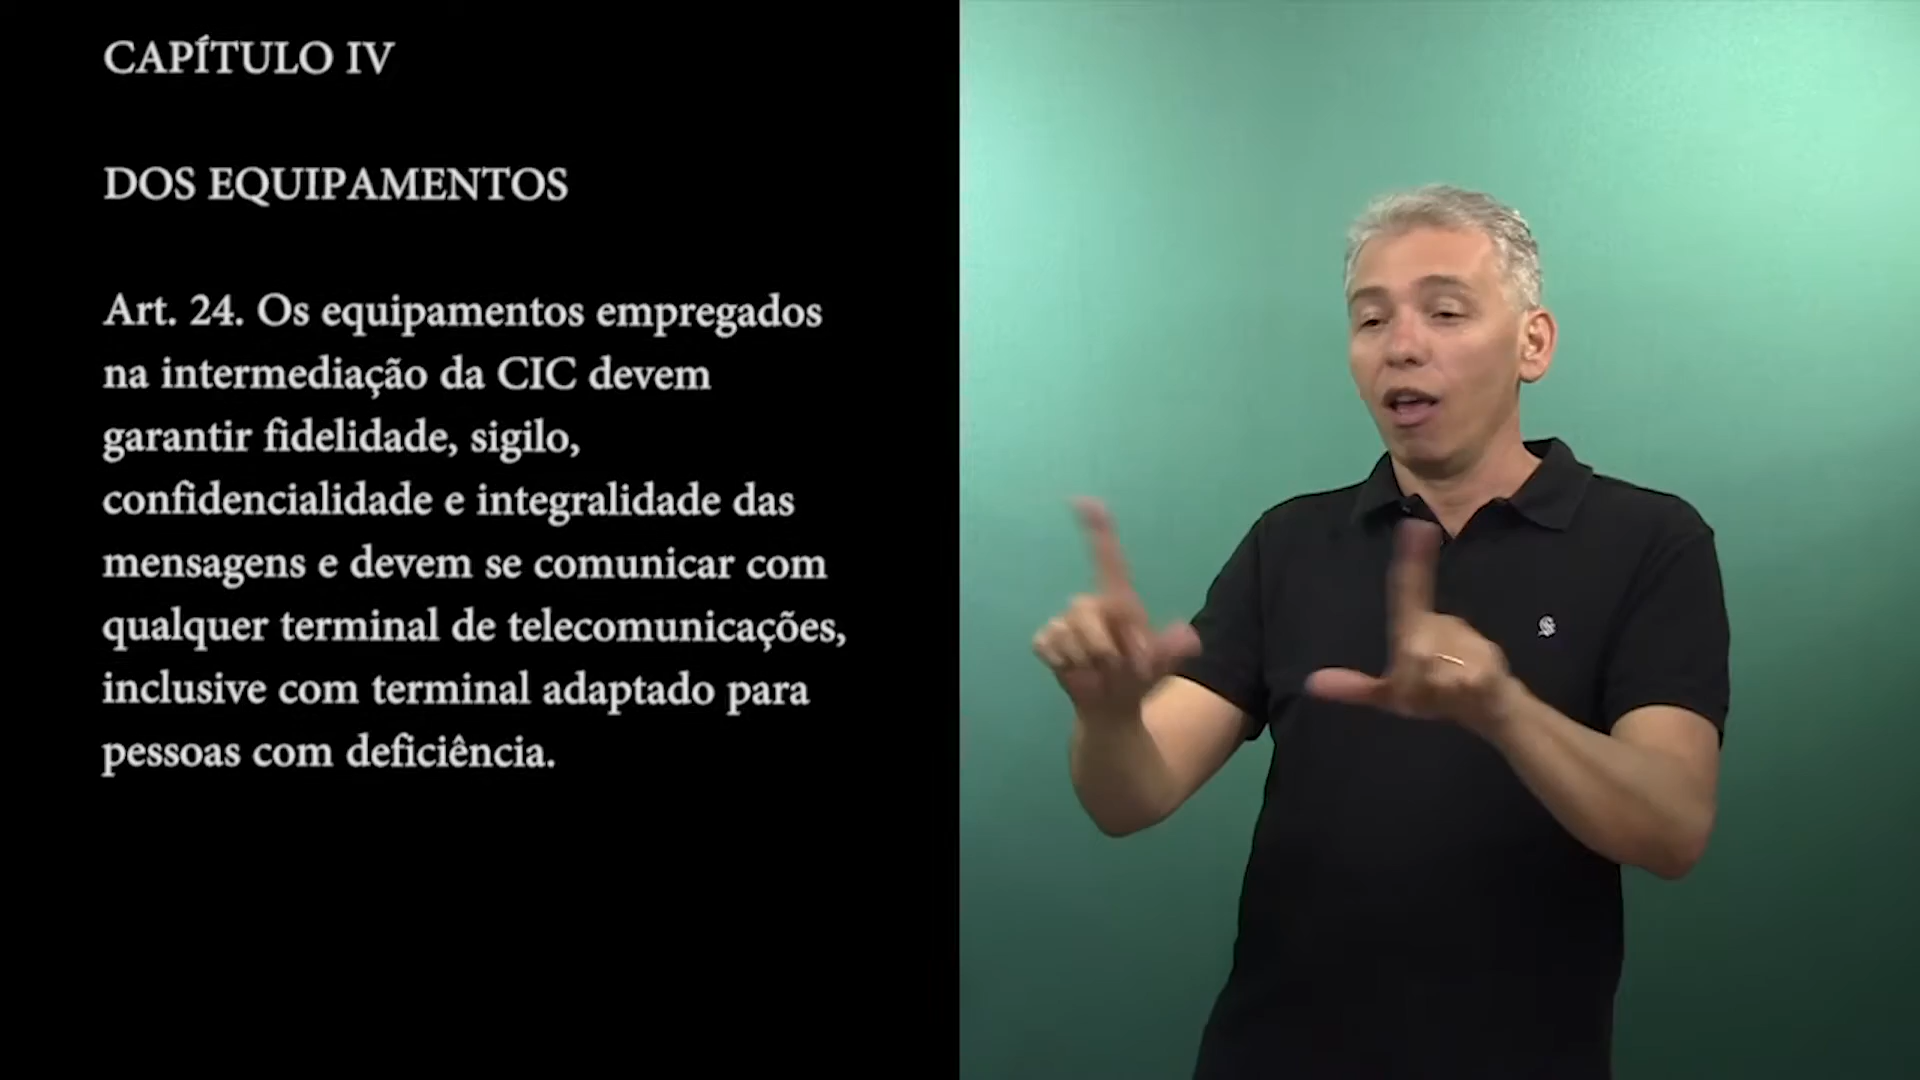 CAPÍTULO IV
DOS EQUIPAMENTOS
Art. 24. Os equipamentos empregados
na intermediação da CIC devem
garantir fidelidade, sigilo,
confidencialidade e integralidade das
mensagens e devem se comunicar com
qualquer terminal de telecomunicações,
inclusive com terminal adaptado para
pessoas com deficiência.